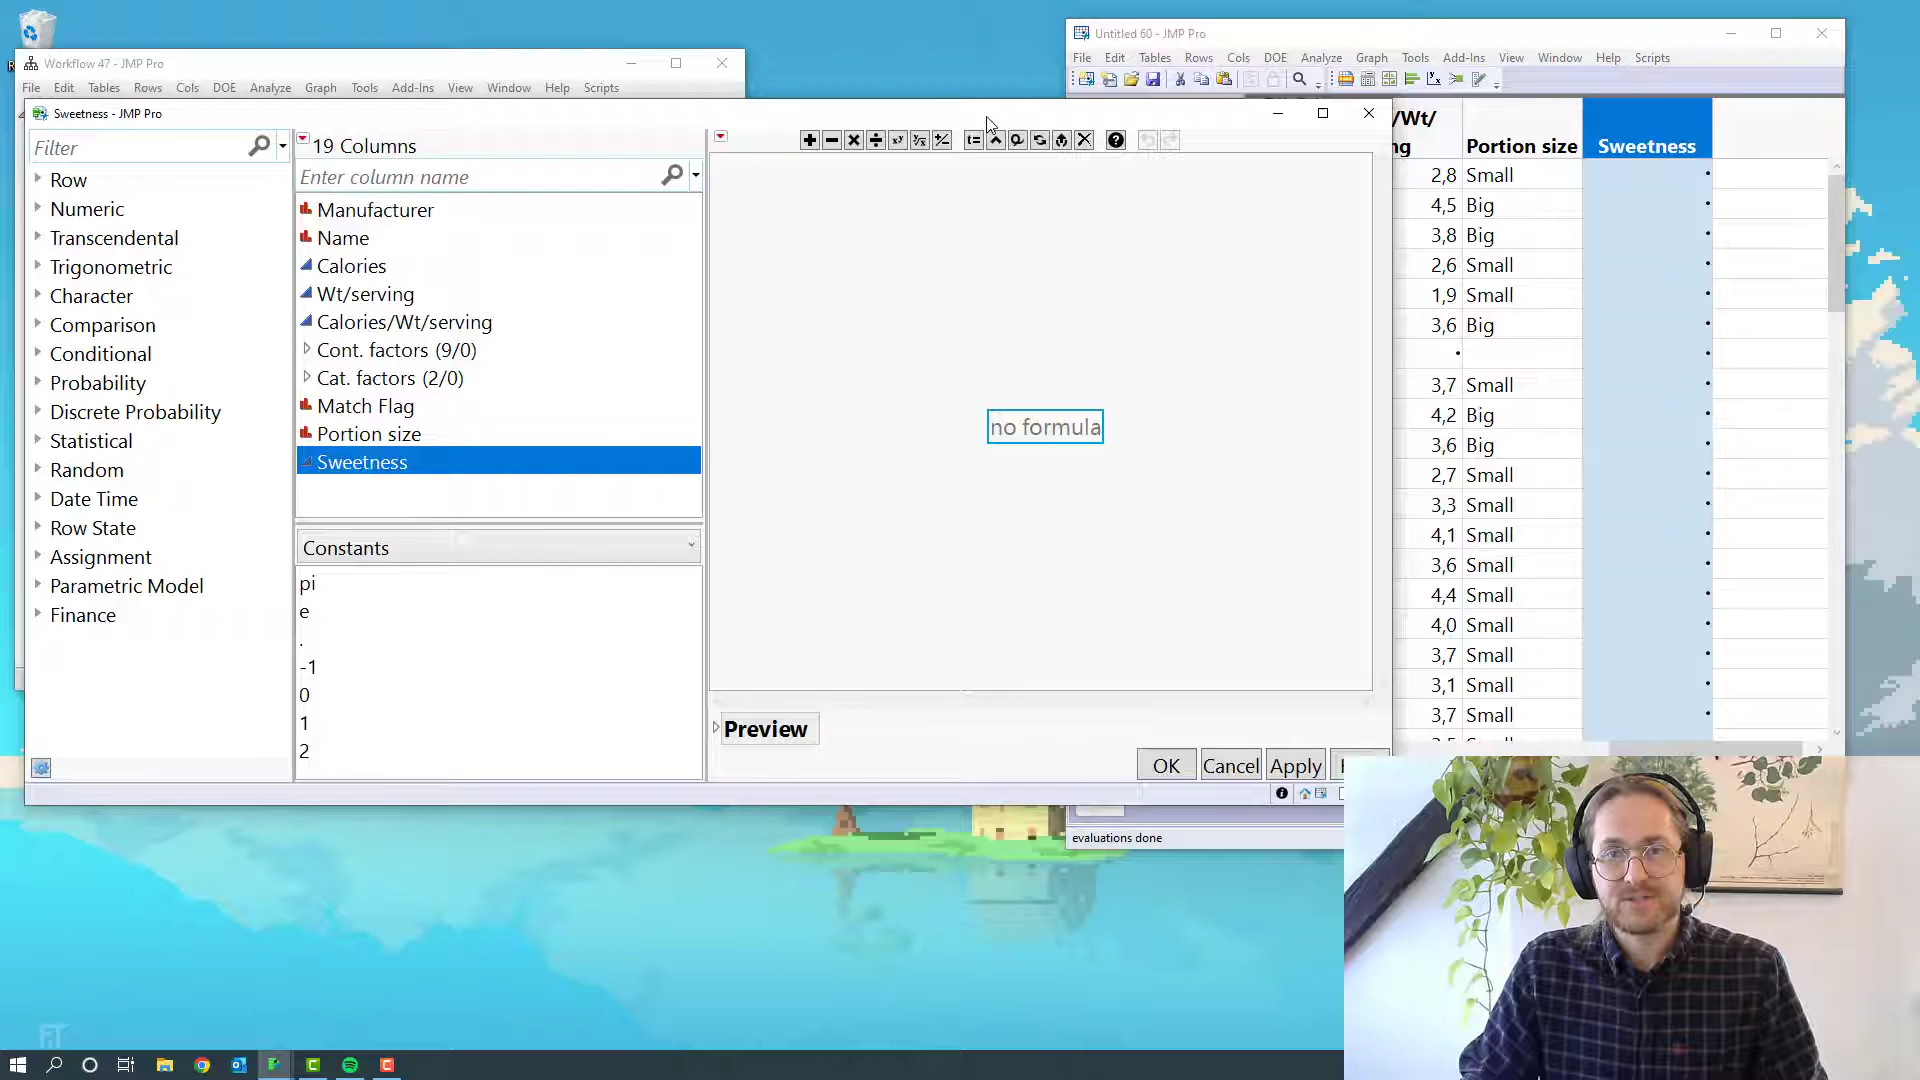 Untitled 60 - JMP Pro
File Edit Tables Rows Cols DOE Analyze Graph Tools Add-Ins View Window Help Scripts
Workflow 47 - JMP Pro
File Edit Tables Rows Cols DOE Analyze Graph Tools Add-Ins View Window Help Scripts
Sweetness - JMP Pro
Filter
Row
Numeric
Transcendental
Trigonometric
Character
Comparison
Conditional
Probability
Discrete Probability
Statistical
Random
Date Time
Row State
Assignment
Parametric Model
Finance
19 Columns
Enter column name
Manufacturer
Name
Calories
Wt/serving
Calories/Wt/serving
Cont. factors (9/0)
Cat. factors (2/0)
Match Flag
Portion size
Sweetness
Constants
pi
e
.
-1
0
1
2
no formula
Preview
OK Cancel Apply
/Wt/
ng Portion size Sweetness
2,8 Small •
4,5 Big •
3,8 Big •
2,6 Small •
1,9 Small •
3,6 Big •
• •
3,7 Small •
4,2 Big •
3,6 Big •
2,7 Small •
3,3 Small •
4,1 Small •
3,6 Small •
4,4 Small •
4,0 Small •
3,7 Small •
3,1 Small •
3,7 Small •
evaluations done